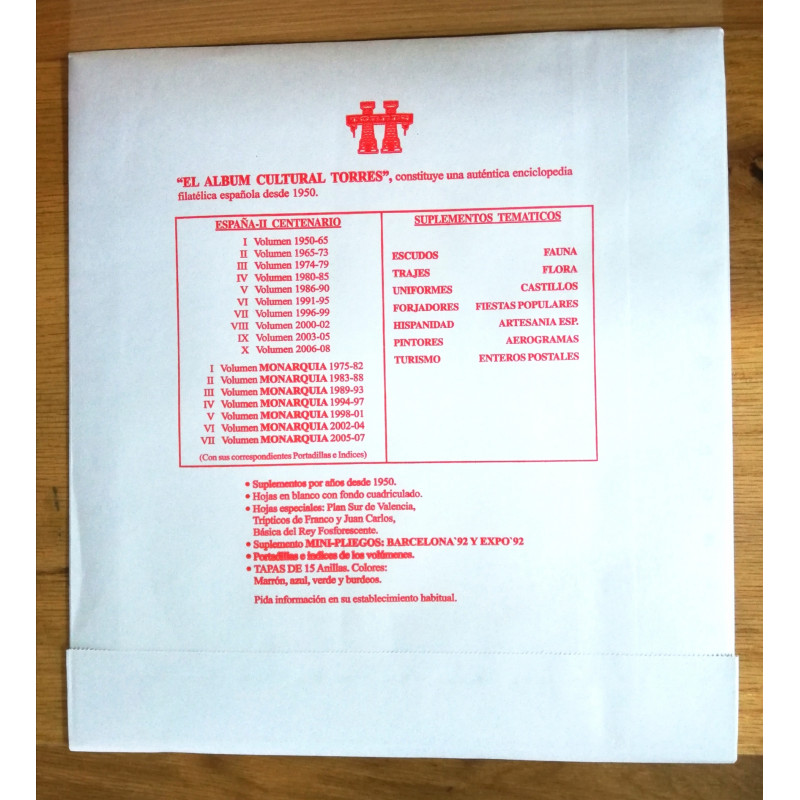 TORRES
"EL ALBUM CULTURAL TORRES", constituye una auténtica enciclopedia
filatélica española desde 1950.
ESPAÑA-II CENTENARIO
I Volumen 1950-65
II Volumen 1965-73
III Volumen 1974-79
IV Volumen 1980-85
V Volumen 1986-90
VI Volumen 1991-95
VII Volumen 1996-99
VIII Volumen 2000-02
IX Volumen 2003-05
X Volumen 2006-08
I Volumen MONARQUIA 1975-82
II Volumen MONARQUIA 1983-88
III Volumen MONARQUIA 1989-93
IV Volumen MONARQUIA 1994-97
V Volumen MONARQUIA 1998-01
VI Volumen MONARQUIA 2002-04
VII Volumen MONARQUIA 2005-07
(Con sus correspondientes Portadillas e Indices)
SUPLEMENTOS TEMATICOS
ESCUDOS FAUNA
TRAJES FLORA
UNIFORMES CASTILLOS
FORJADORES FIESTAS POPULARES
HISPANIDAD ARTESANIA ESP.
PINTORES AEROGRAMAS
TURISMO ENTEROS POSTALES
• Suplementos por años desde 1950.
• Hojas en blanco con fondo cuadriculado.
• Hojas especiales: Plan Sur de Valencia,
Trípticos de Franco y Juan Carlos,
Básica del Rey Fosforescente.
• Suplemento MINI-PLIEGOS: BARCELONA'92 Y EXPO'92
• Portadillas e indices de los volúmenes.
• TAPAS DE 15 Anillas. Colores:
Marrón, azul, verde y burdeos.
Pida información en su establecimiento habitual.